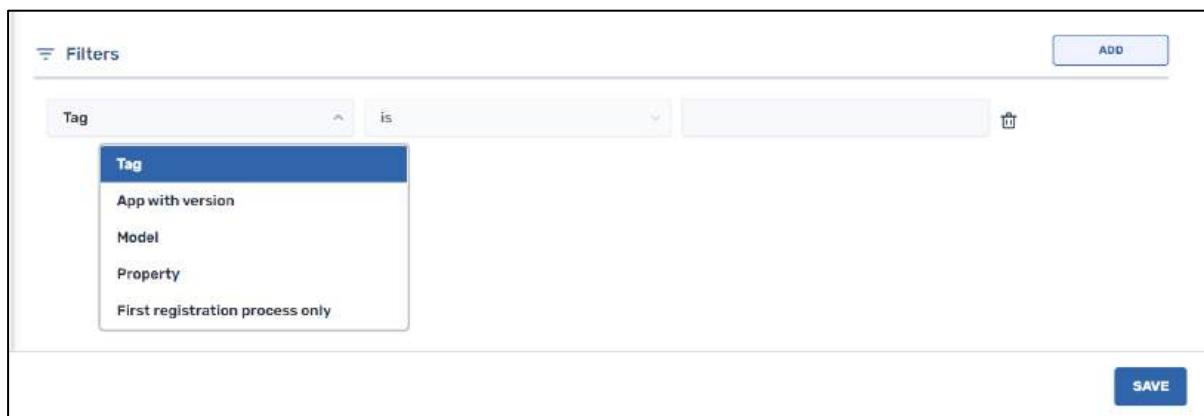 Filters
ADD
Tag is
Tag
App with version
Model
Property
First registration process only
SAVE